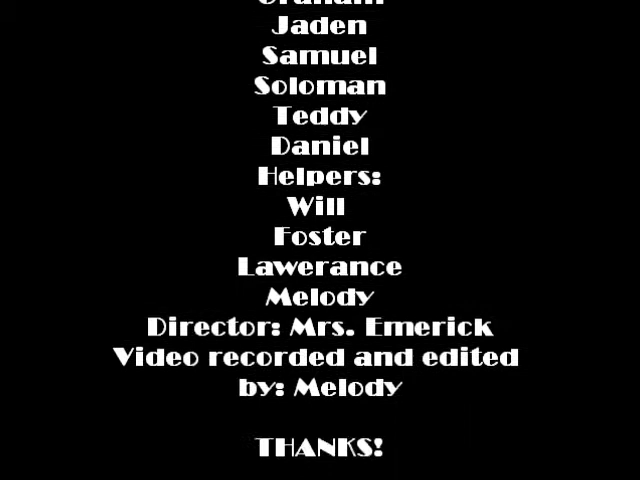 Jaden
Samuel
Soloman
Teddy
Daniel
Helpers:
Will
Foster
Lawerance
Melody
Director: Mrs. Emerick
Video recorded and edited
by: Melody
THANKS!